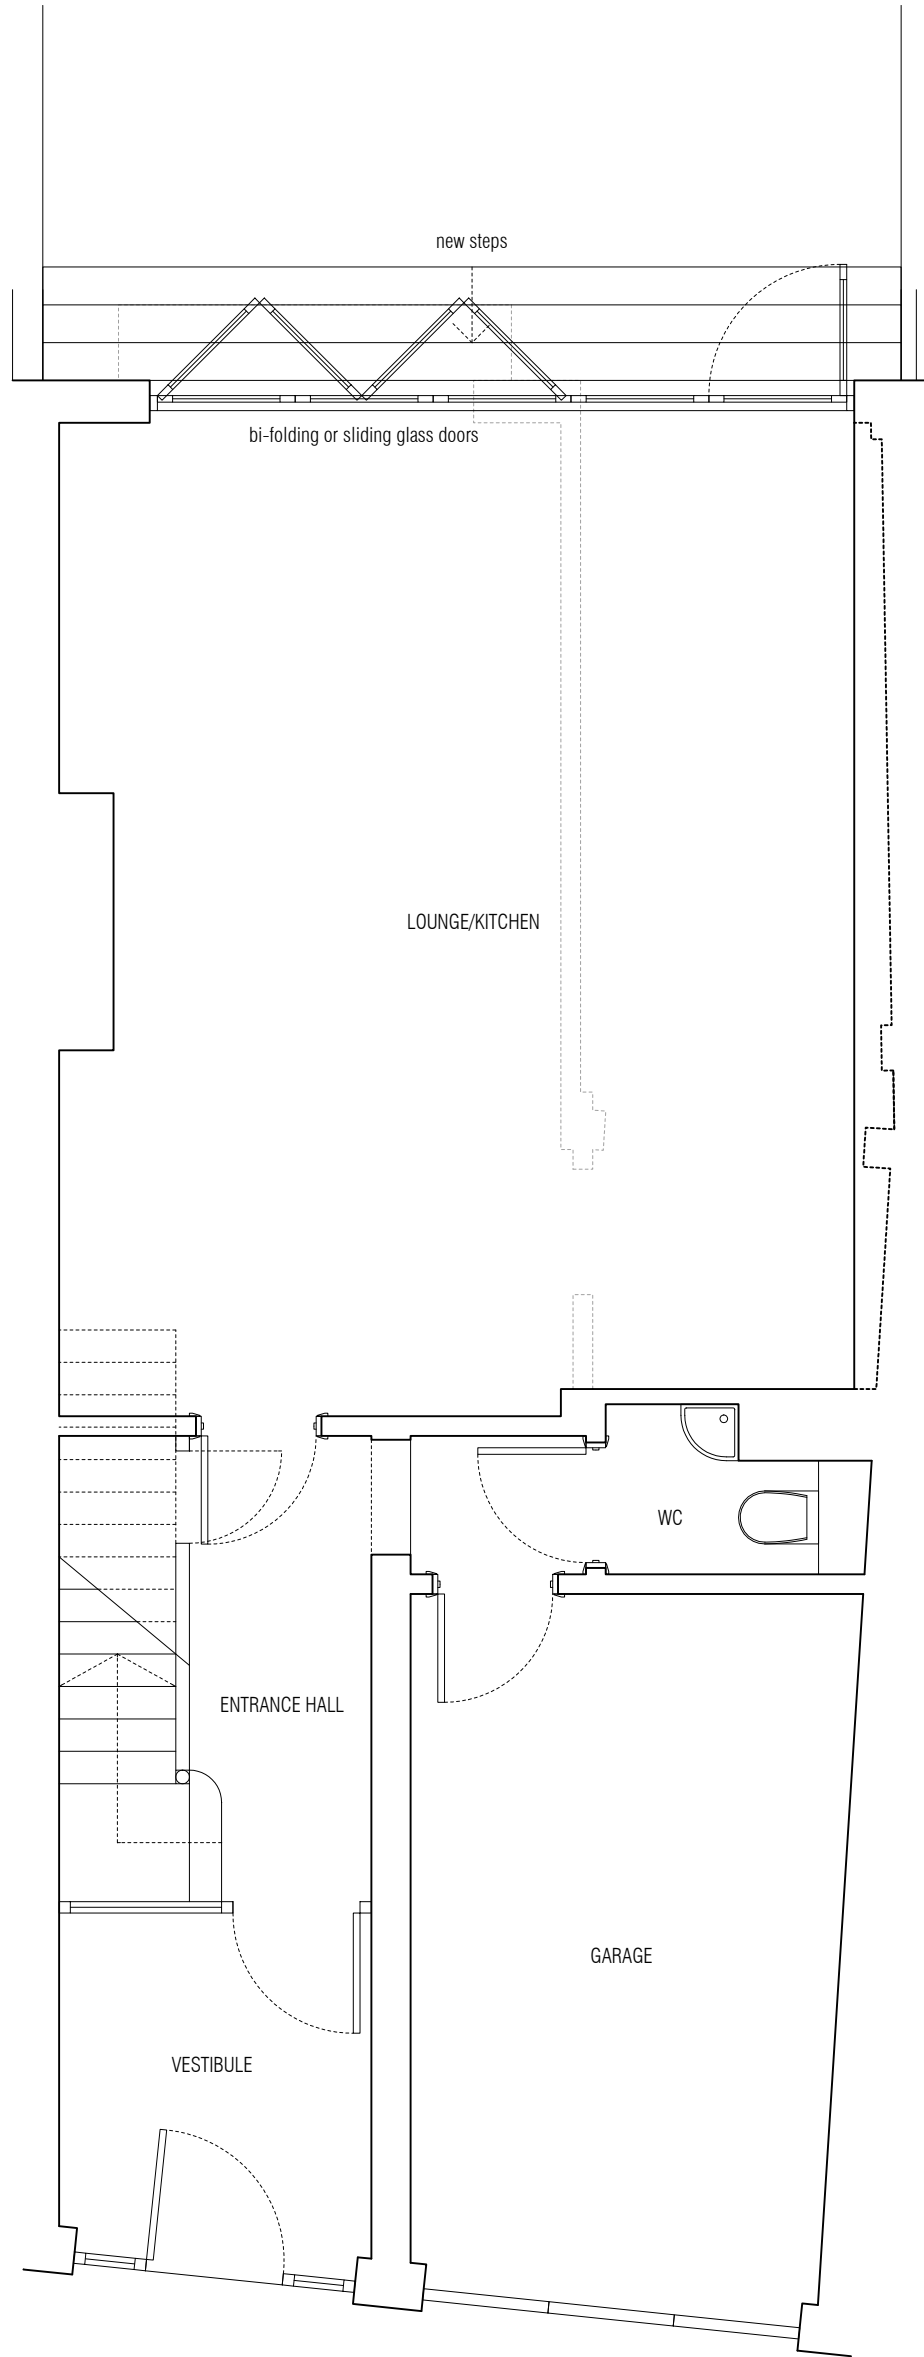 new steps
bi-folding or sliding glass doors
LOUNGE/KITCHEN
WC
ENTRANCE HALL
GARAGE
VESTIBULE